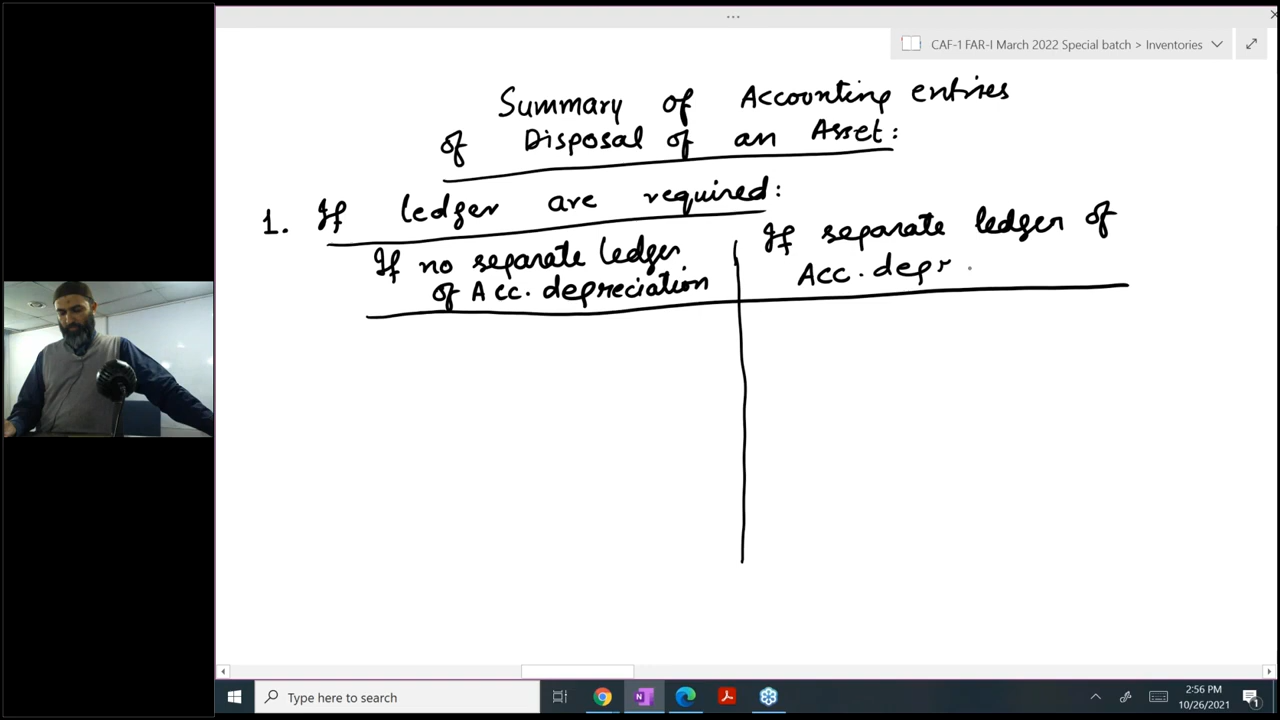 CAF-1 FAR-I March 2022 Special batch > Inventories
Summary of Accounting entries
of Disposal of an Asset:
1. If ledger are required:
If no separate ledger
of Acc. depreciation
If separate ledger of
Acc. depr
Type here to search
2:56 PM
10/26/2021
1